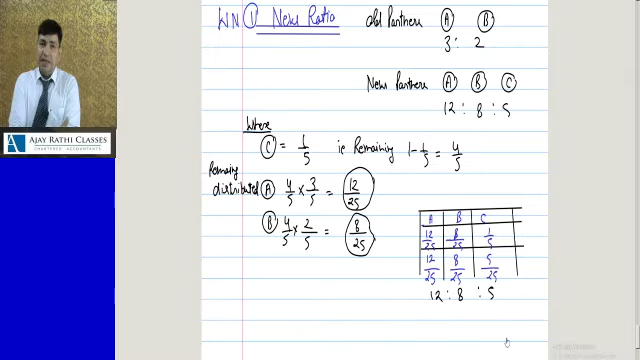 WN ① New Ratio
Old Partners Ⓐ Ⓑ
3 : 2
New Partners Ⓐ Ⓑ Ⓒ
12 : 8 : 5
Where
Ⓒ = 1/5 ie Remaining 1 - 1/5 = 4/5
Remaing
distributed
Ⓐ 4/5 × 3/5 = 12/25
Ⓑ 4/5 × 2/5 = 8/25
A B C
12/25 8/25 1/5
12/25 8/25 5/25
12 : 8 : 5
AJAY RATHI CLASSES
CHARTERED ACCOUNTANTS